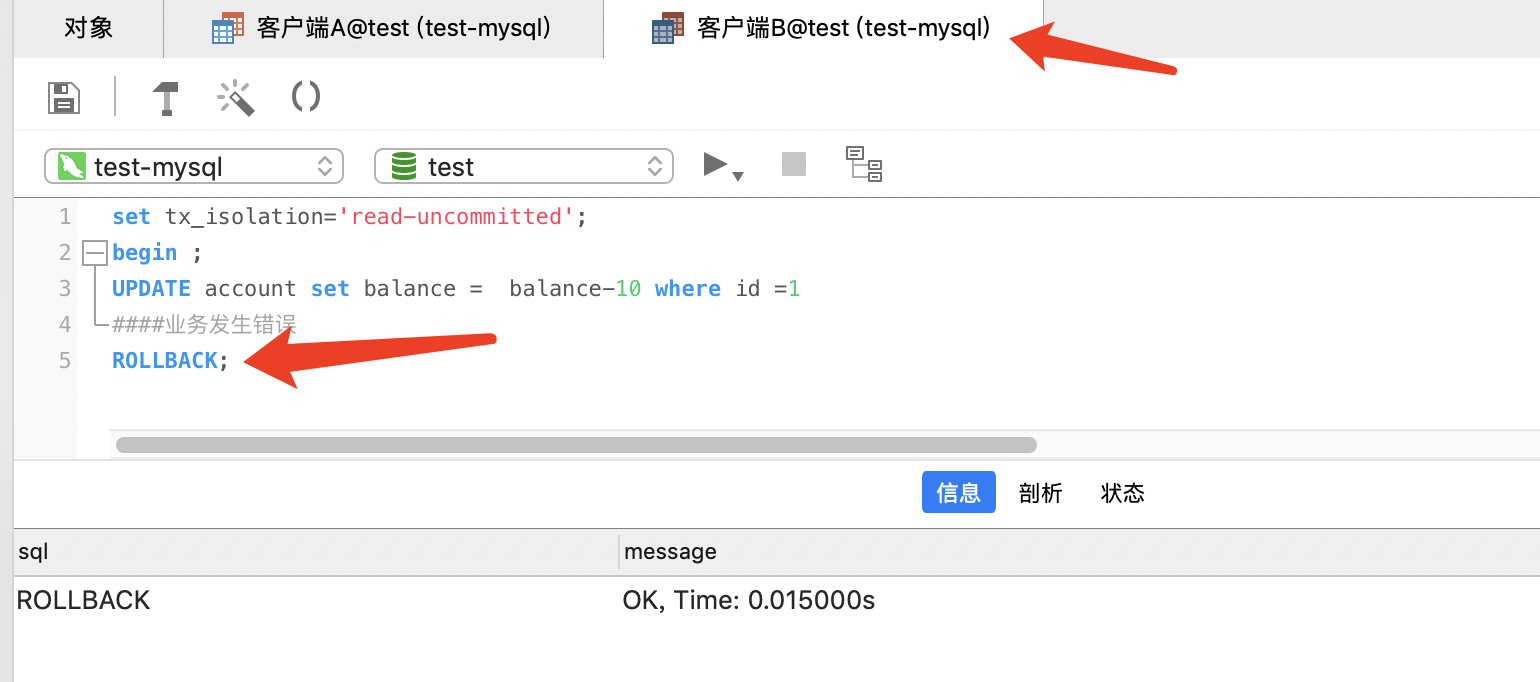 对象
客户端A@test (test-mysql)
客户端B@test (test-mysql)
test-mysql
test
1 set tx_isolation='read-uncommitted';
2 begin ;
3 UPDATE account set balance =  balance-10 where id =1
4 ####业务发生错误
5 ROLLBACK;
信息 剖析 状态
sql message
ROLLBACK OK, Time: 0.015000s